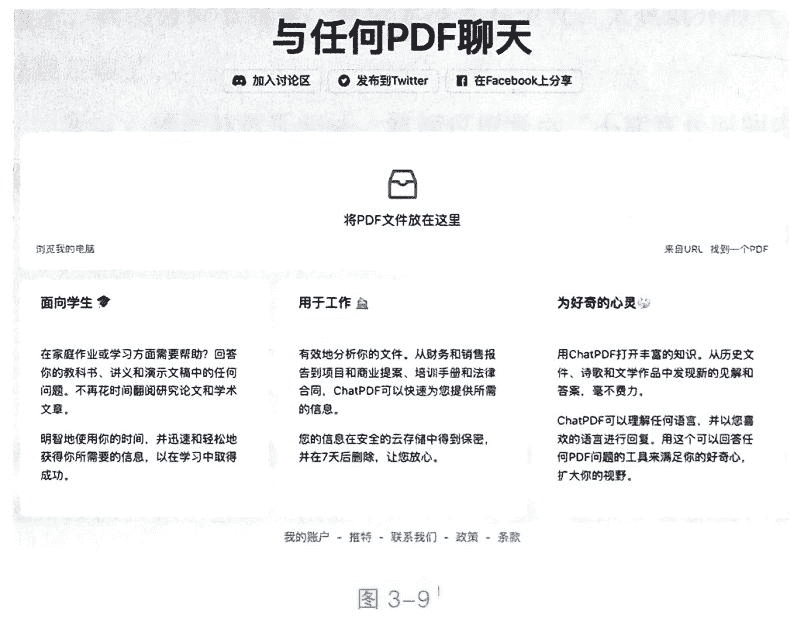 与任何PDF聊天
加入讨论区 发布到Twitter 在Facebook上分享
将PDF文件放在这里
浏览我的电脑 来自URL 找到一个PDF
面向学生
在家庭作业或学习方面需要帮助？回答
你的教科书、讲义和演示文稿中的任何
问题。不再花时间翻阅研究论文和学术
文章。
明智地使用你的时间，并迅速和轻松地
获得你所需要的信息，以在学习中取得
成功。
用于工作
有效地分析你的文件。从财务和销售报
告到项目和商业提案、培训手册和法律
合同，ChatPDF可以快速为您提供所需
的信息。
您的信息在安全的云存储中得到保密，
并在7天后删除，让您放心。
为好奇的心灵
用ChatPDF打开丰富的知识。从历史文
件、诗歌和文学作品中发现新的见解和
答案，毫不费力。
ChatPDF可以理解任何语言，并以您喜
欢的语言进行回复。用这个可以回答任
何PDF问题的工具来满足你的好奇心，
扩大你的视野。
我的账户 - 推特 - 联系我们 - 政策 - 条款
图 3-9